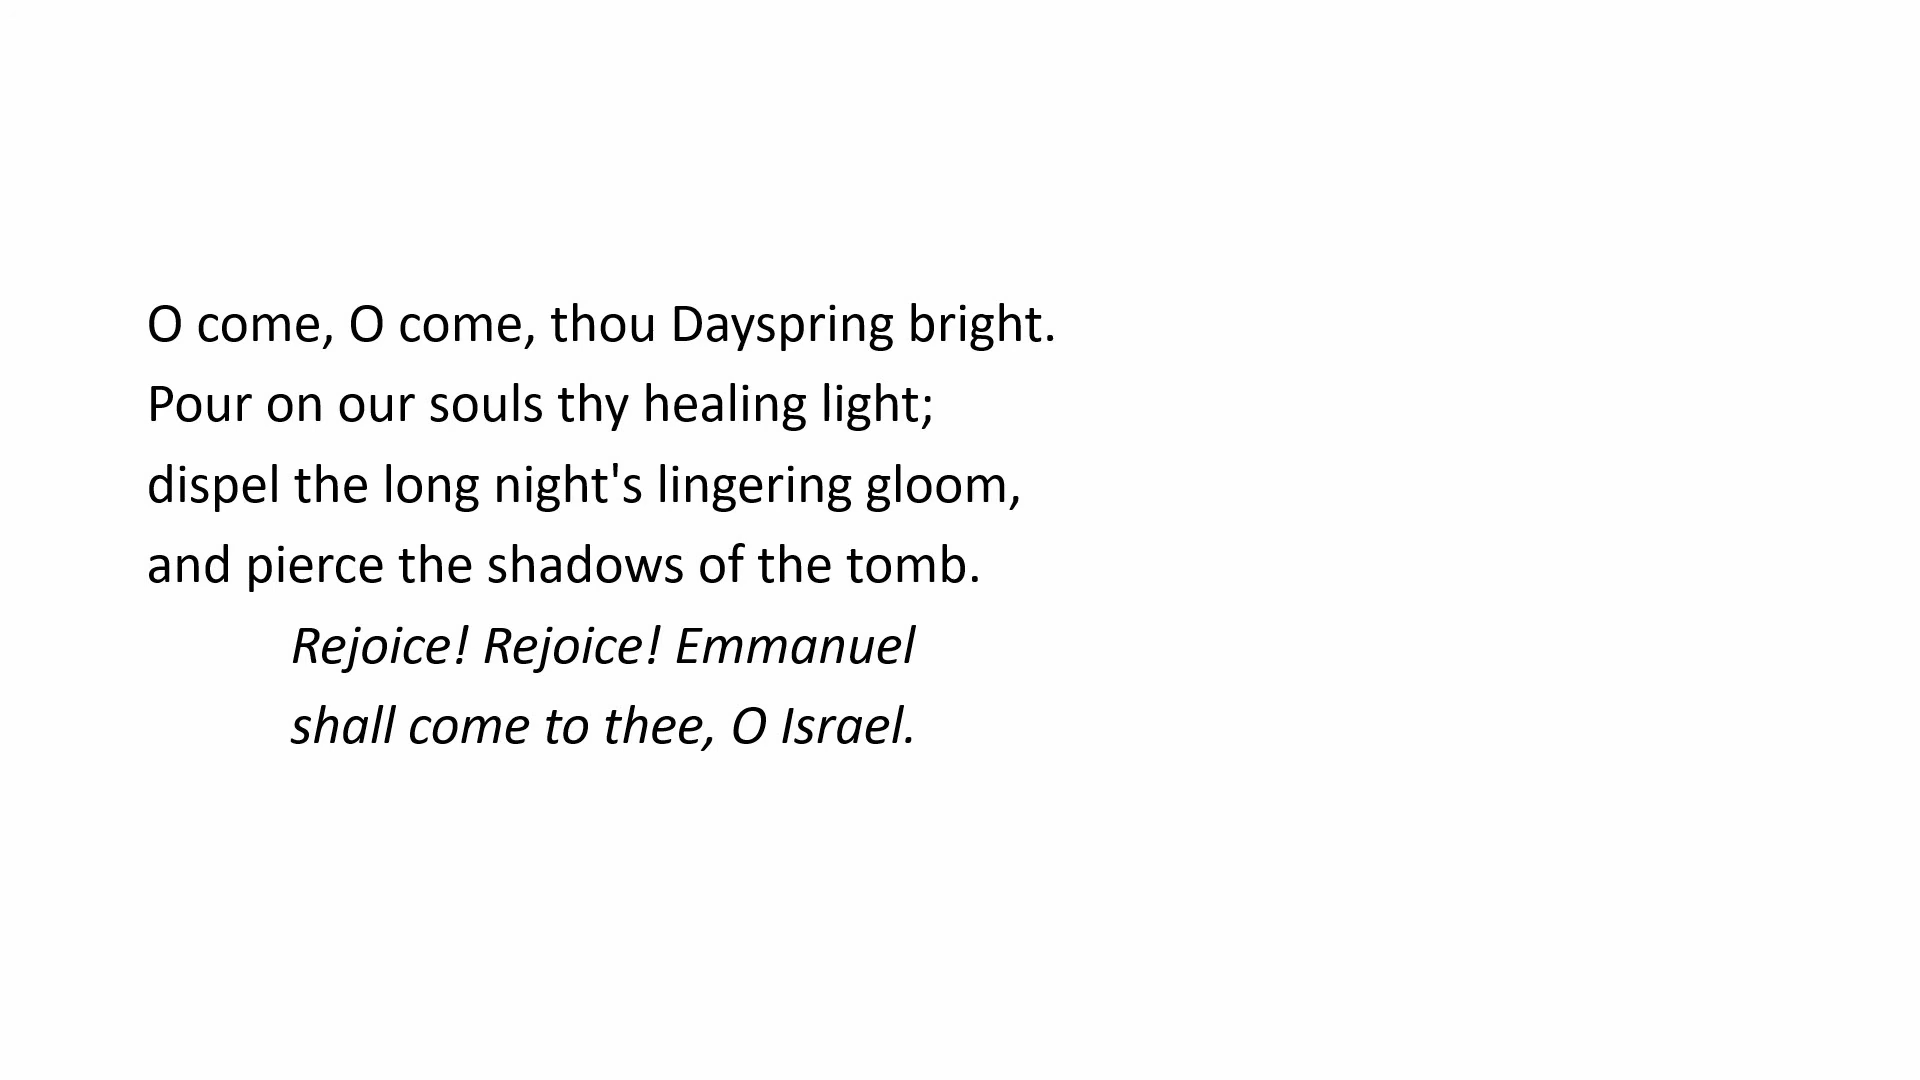 O come, O come, thou Dayspring bright.
Pour on our souls thy healing light;
dispel the long night's lingering gloom,
and pierce the shadows of the tomb.
Rejoice! Rejoice! Emmanuel
shall come to thee, O Israel.